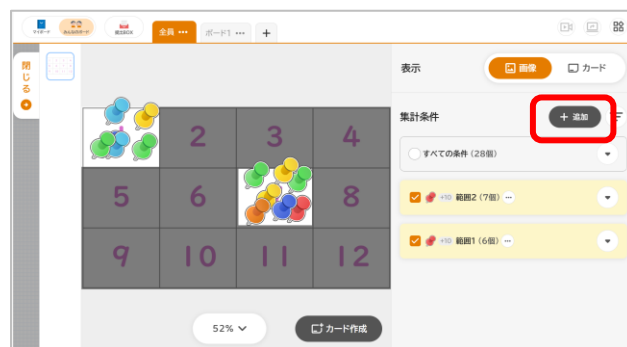 マイボード みんなのボード 提出BOX 全員 ••• ボード1 ••• +
閉じる
表示 画像 カード
集計条件 + 追加
すべての条件 (28個)
+10 範囲2 (7個) •••
+10 範囲1 (6個) •••
2 3 4
5 6 8
9 10 11 12
52% カード作成